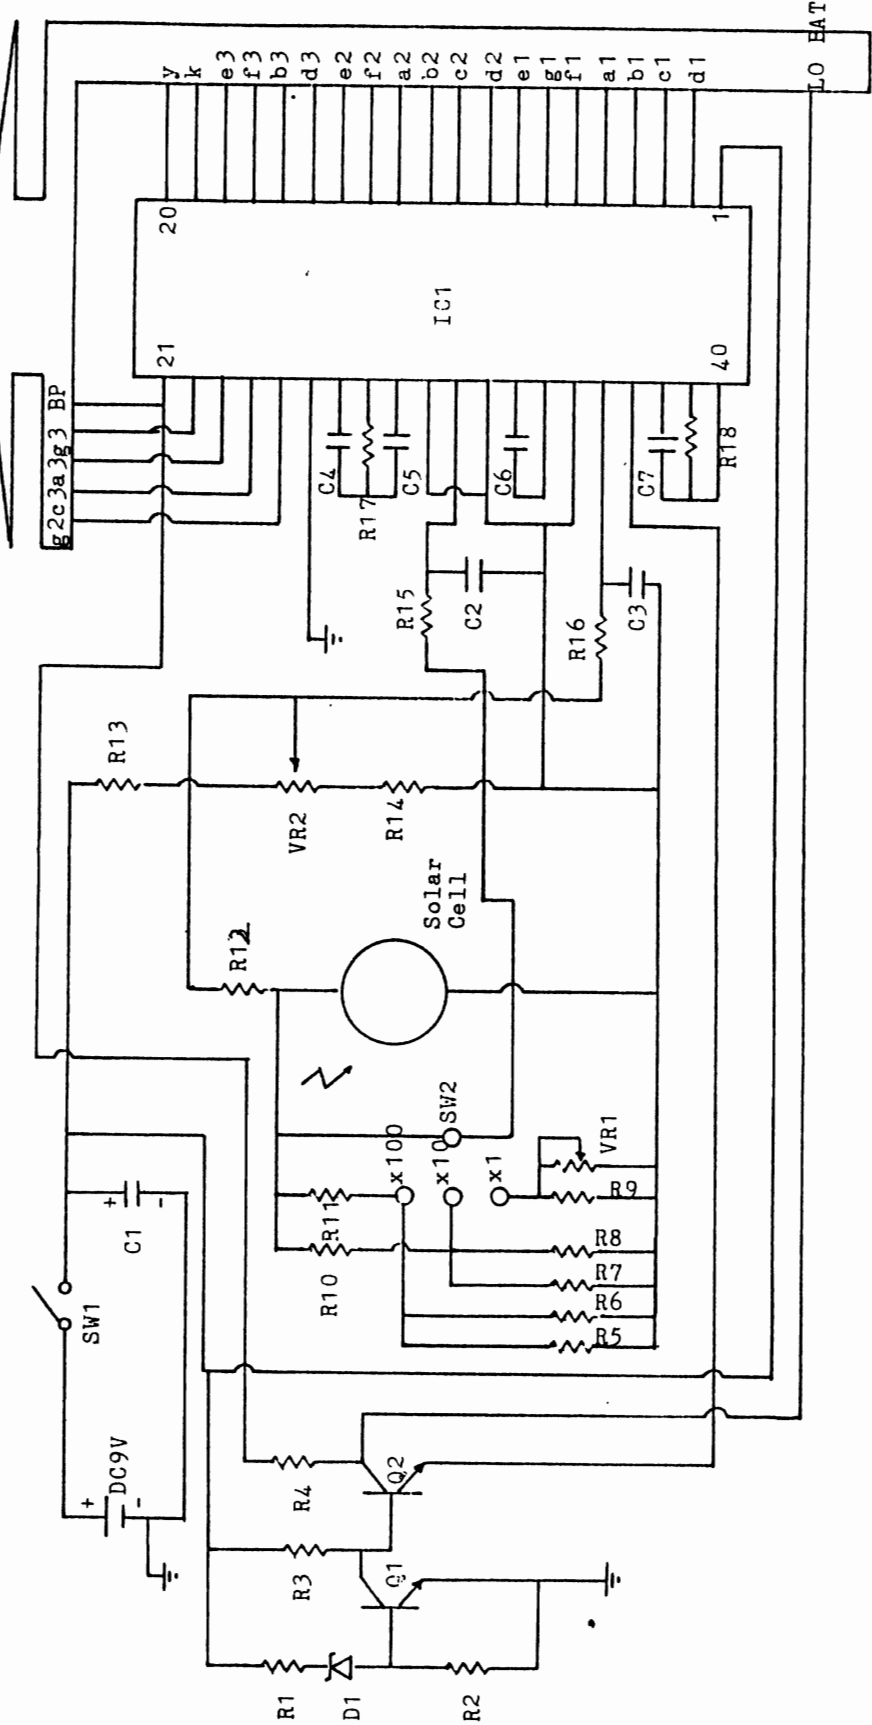 LO BAT
y
k
e3
f3
b3
d3
e2
f2
a2
b2
c2
d2
e1
g1
f1
a1
b1
c1
d1
20
1
IC1
21
40
g2c3a3g3 BP
C4
R17
C5
C6
C7
R18
R15
C2
R16
C3
R13
VR2
R14
Solar
Cell
R12
SW2
x100
x10
x1
VR1
R11
R10
R9
R8
R7
R6
R5
+
-
C1
SW1
+
-
DC9V
R4
Q2
R3
Q1
R1
D1
R2